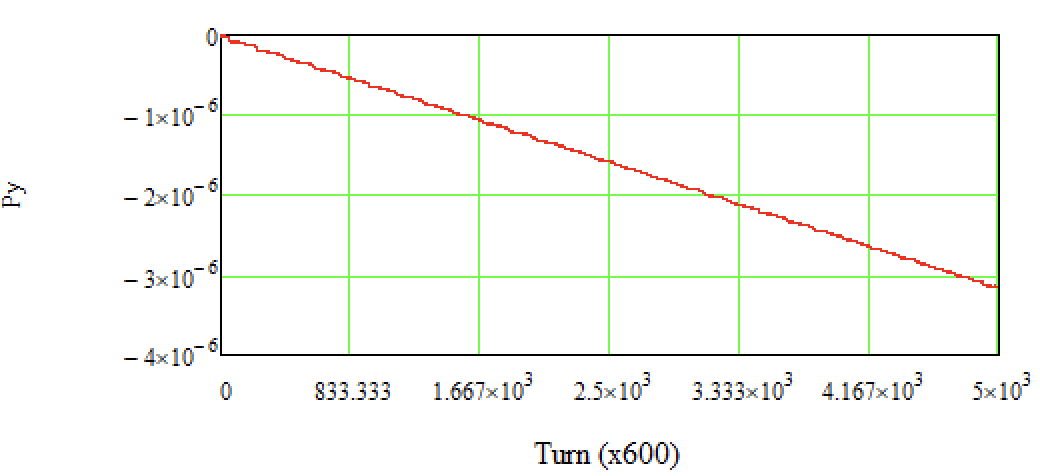 0
− 1×10⁻⁶
− 2×10⁻⁶
− 3×10⁻⁶
− 4×10⁻⁶
Py
0 833.333 1.667×10³ 2.5×10³ 3.333×10³ 4.167×10³ 5×10³
Turn (x600)